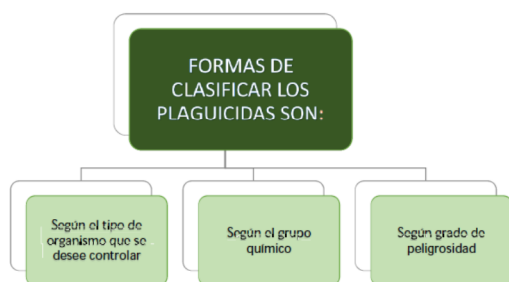 FORMAS DE
CLASIFICAR LOS
PLAGUICIDAS SON:
Según el tipo de
organismo que se
desee controlar
Según el grupo
químico
Según grado de
peligrosidad